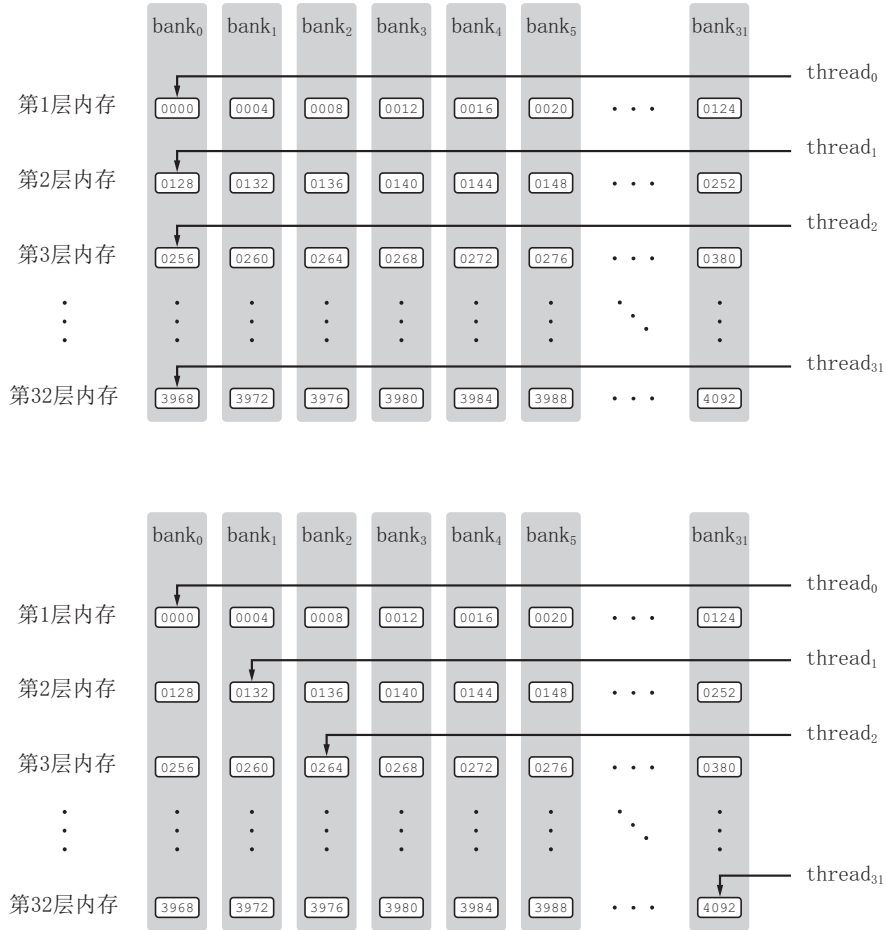 bank₀ bank₁ bank₂ bank₃ bank₄ bank₅ bank₃₁
thread₀
第1层内存 0000 0004 0008 0012 0016 0020 · · · 0124
thread₁
第2层内存 0128 0132 0136 0140 0144 0148 · · · 0252
thread₂
第3层内存 0256 0260 0264 0268 0272 0276 · · · 0380
thread₃₁
第32层内存 3968 3972 3976 3980 3984 3988 · · · 4092
bank₀ bank₁ bank₂ bank₃ bank₄ bank₅ bank₃₁
thread₀
第1层内存 0000 0004 0008 0012 0016 0020 · · · 0124
thread₁
第2层内存 0128 0132 0136 0140 0144 0148 · · · 0252
thread₂
第3层内存 0256 0260 0264 0268 0272 0276 · · · 0380
thread₃₁
第32层内存 3968 3972 3976 3980 3984 3988 · · · 4092